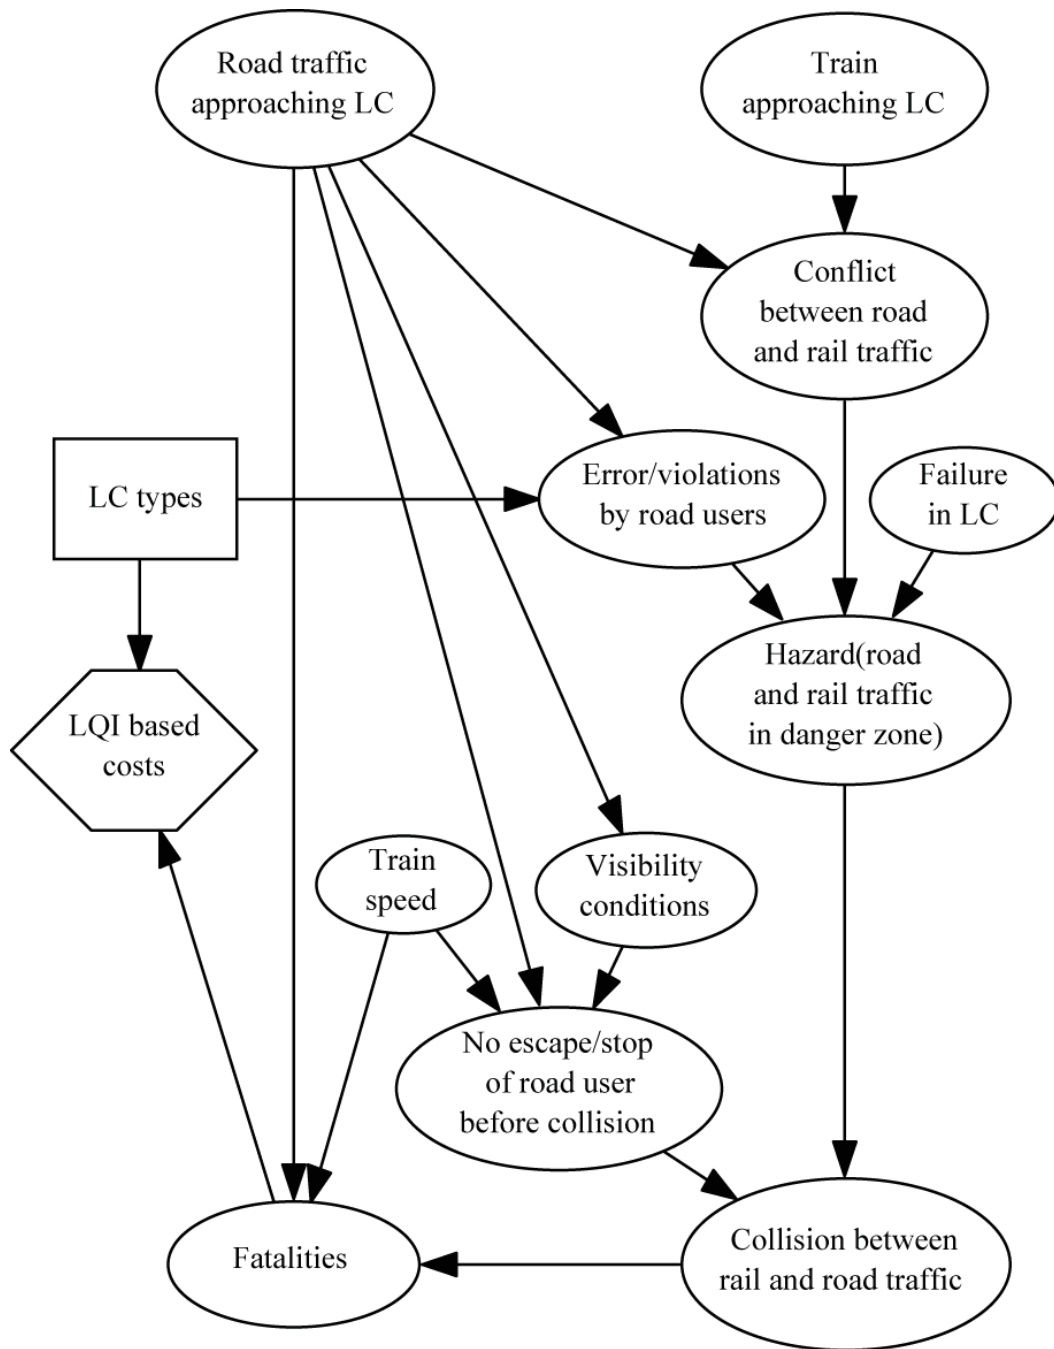 Road traffic
approaching LC
Train
approaching LC
Conflict
between road
and rail traffic
LC types
Error/violations
by road users
Failure
in LC
Hazard(road
and rail traffic
in danger zone)
LQI based
costs
Train
speed
Visibility
conditions
No escape/stop
of road user
before collision
Fatalities
Collision between
rail and road traffic